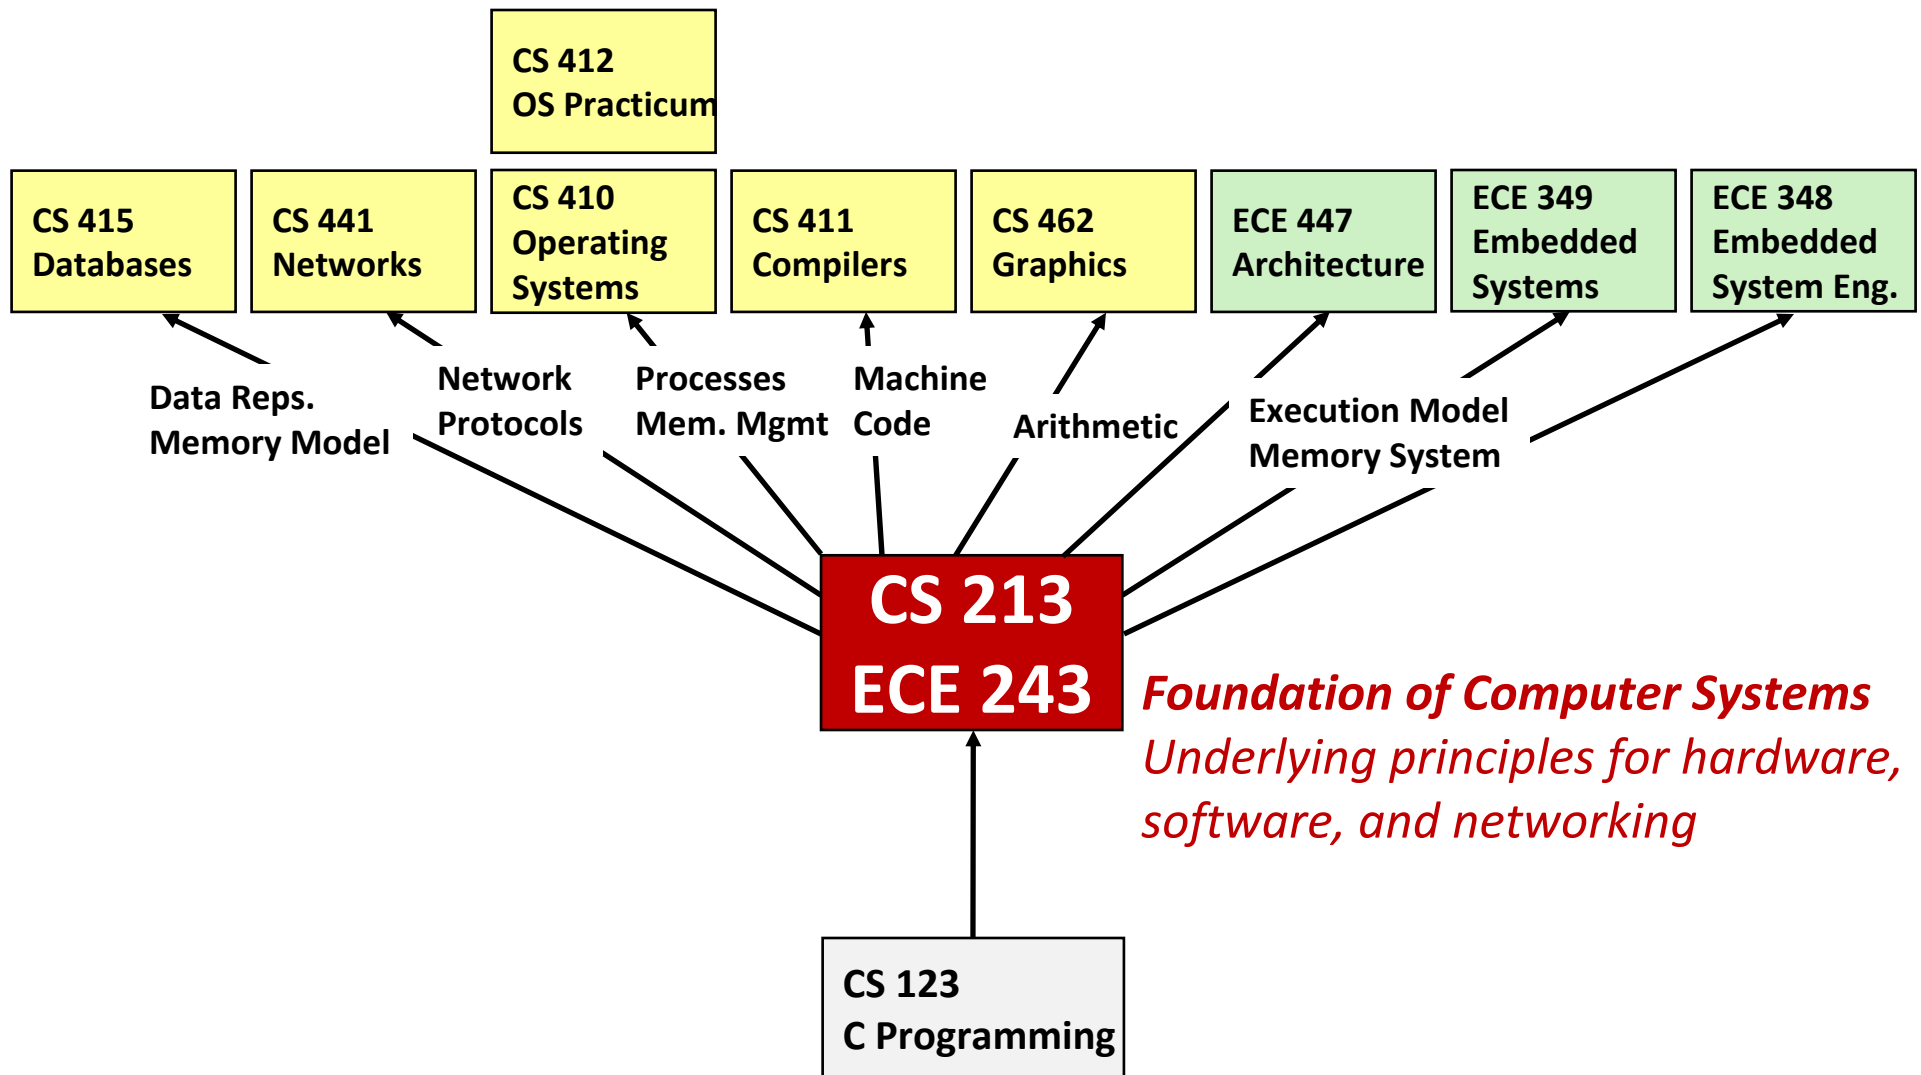 CS 412
OS Practicum
CS 415
Databases
CS 441
Networks
CS 410
Operating
Systems
CS 411
Compilers
CS 462
Graphics
ECE 447
Architecture
ECE 349
Embedded
Systems
ECE 348
Embedded
System Eng.
Data Reps.
Memory Model
Network
Protocols
Processes
Mem. Mgmt
Machine
Code
Arithmetic
Execution Model
Memory System
CS 213
ECE 243
Foundation of Computer Systems
Underlying principles for hardware,
software, and networking
CS 123
C Programming